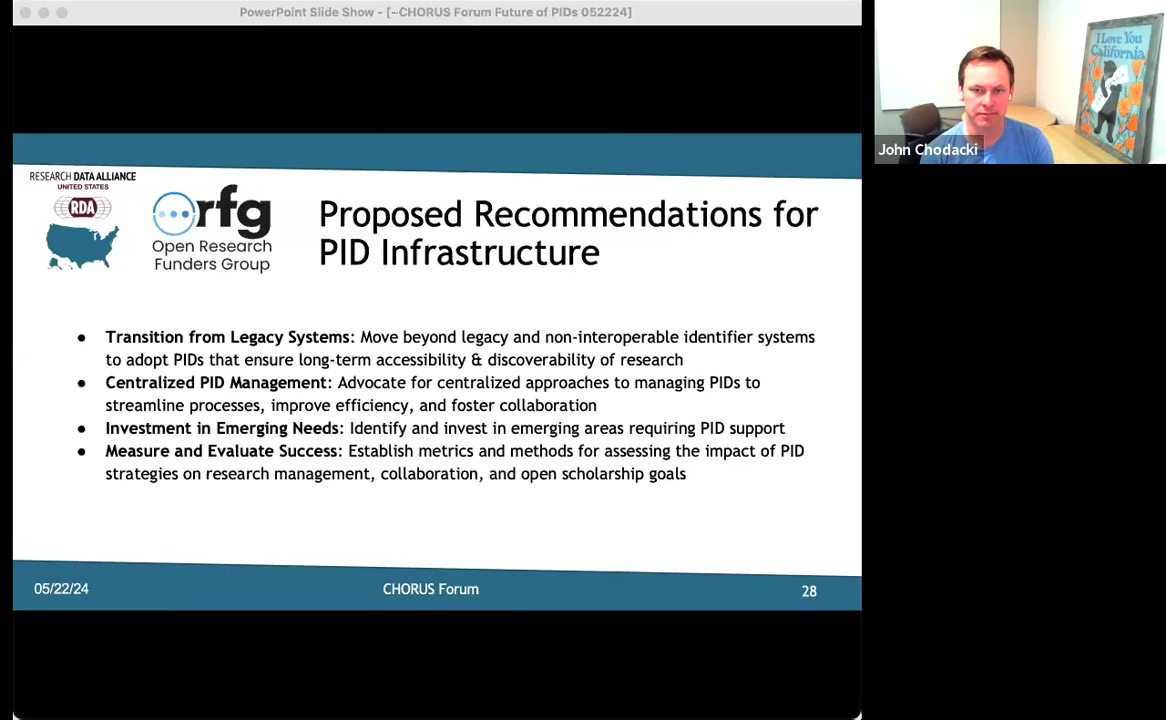 PowerPoint Slide Show - [~CHORUS Forum Future of PIDs 052224]
I Love You
California
John Chodacki
RESEARCH DATA ALLIANCE
UNITED STATES
RDA
rfg
Open Research
Funders Group
Proposed Recommendations for
PID Infrastructure
● Transition from Legacy Systems: Move beyond legacy and non-interoperable identifier systems
to adopt PIDs that ensure long-term accessibility & discoverability of research
● Centralized PID Management: Advocate for centralized approaches to managing PIDs to
streamline processes, improve efficiency, and foster collaboration
● Investment in Emerging Needs: Identify and invest in emerging areas requiring PID support
● Measure and Evaluate Success: Establish metrics and methods for assessing the impact of PID
strategies on research management, collaboration, and open scholarship goals
05/22/24
CHORUS Forum
28